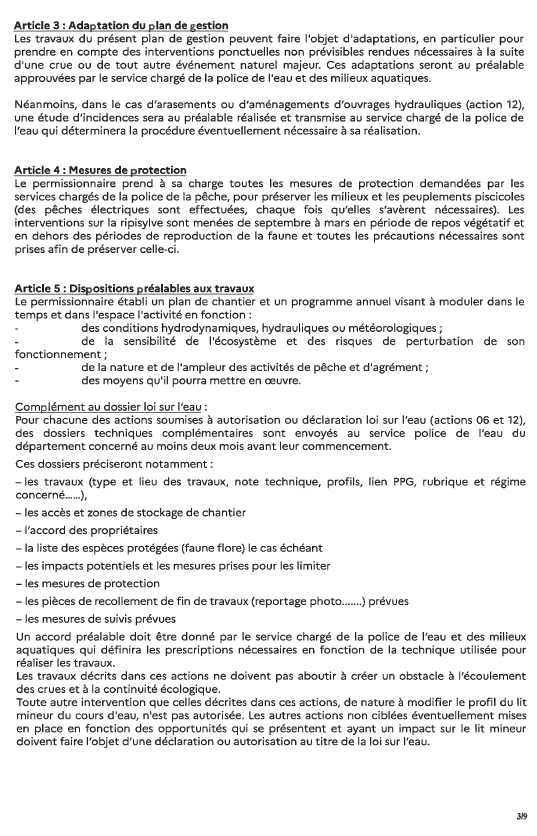 Article 3 : Adaptation du plan de gestion
Les travaux du présent plan de gestion peuvent faire l'objet d'adaptations, en particulier pour
prendre en compte des interventions ponctuelles non prévisibles rendues nécessaires à la suite
d'une crue ou de tout autre événement naturel majeur. Ces adaptations seront au préalable
approuvées par le service chargé de la police de l'eau et des milieux aquatiques.
Néanmoins, dans le cas d'arasements ou d'aménagements d'ouvrages hydrauliques (action 12),
une étude d'incidences sera au préalable réalisée et transmise au service chargé de la police de
l'eau qui déterminera la procédure éventuellement nécessaire à sa réalisation.
Article 4 : Mesures de protection
Le permissionnaire prend à sa charge toutes les mesures de protection demandées par les
services chargés de la police de la pêche, pour préserver les milieux et les peuplements piscicoles
(des pêches électriques sont effectuées, chaque fois qu'elles s'avèrent nécessaires). Les
interventions sur la ripisylve sont menées de septembre à mars en période de repos végétatif et
en dehors des périodes de reproduction de la faune et toutes les précautions nécessaires sont
prises afin de préserver celle-ci.
Article 5 : Dispositions préalables aux travaux
Le permissionnaire établi un plan de chantier et un programme annuel visant à moduler dans le
temps et dans l'espace l'activité en fonction :
- des conditions hydrodynamiques, hydrauliques ou météorologiques ;
- de la sensibilité de l'écosystème et des risques de perturbation de son
fonctionnement ;
- de la nature et de l'ampleur des activités de pêche et d'agrément ;
- des moyens qu'il pourra mettre en œuvre.
Complément au dossier loi sur l'eau :
Pour chacune des actions soumises à autorisation ou déclaration loi sur l'eau (actions 06 et 12),
des dossiers techniques complémentaires sont envoyés au service police de l'eau du
département concerné au moins deux mois avant leur commencement.
Ces dossiers préciseront notamment :
– les travaux (type et lieu des travaux, note technique, profils, lien PPG, rubrique et régime
concerné……),
– les accès et zones de stockage de chantier
– l'accord des propriétaires
– la liste des espèces protégées (faune flore) le cas échéant
– les impacts potentiels et les mesures prises pour les limiter
– les mesures de protection
– les pièces de recollement de fin de travaux (reportage photo.......) prévues
– les mesures de suivis prévues
Un accord préalable doit être donné par le service chargé de la police de l'eau et des milieux
aquatiques qui définira les prescriptions nécessaires en fonction de la technique utilisée pour
réaliser les travaux.
Les travaux décrits dans ces actions ne doivent pas aboutir à créer un obstacle à l'écoulement
des crues et à la continuité écologique.
Toute autre intervention que celles décrites dans ces actions, de nature à modifier le profil du lit
mineur du cours d'eau, n'est pas autorisée. Les autres actions non ciblées éventuellement mises
en place en fonction des opportunités qui se présentent et ayant un impact sur le lit mineur
doivent faire l'objet d'une déclaration ou autorisation au titre de la loi sur l'eau.
3/9